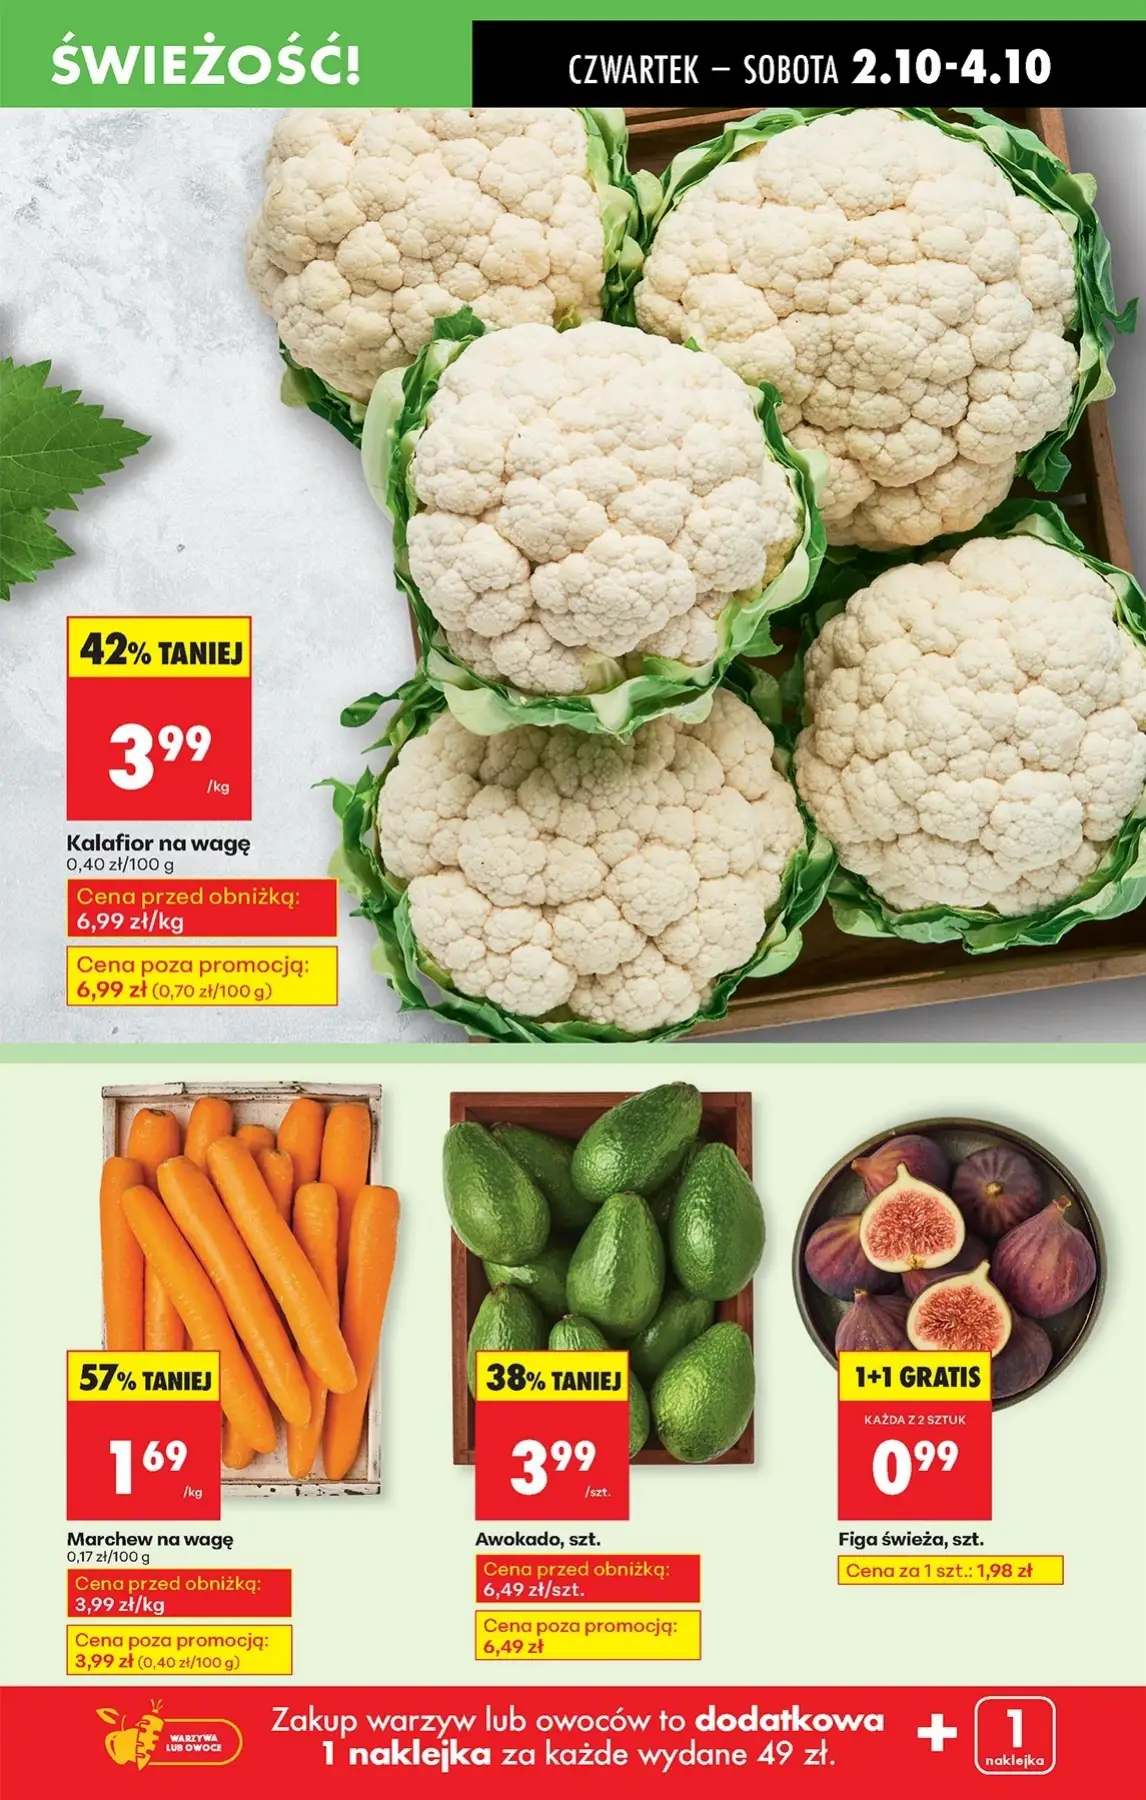 ŚWIEŻOŚĆ!
CZWARTEK – SOBOTA 2.10-4.10
42% TANIEJ
3 99
/kg
Kalafior na wagę
0,40 zł/100 g
Cena przed obniżką:
6,99 zł/kg
Cena poza promocją:
6,99 zł (0,70 zł/100 g)
57% TANIEJ
1 69
/kg
Marchew na wagę
0,17 zł/100 g
Cena przed obniżką:
3,99 zł/kg
Cena poza promocją:
3,99 zł (0,40 zł/100 g)
38% TANIEJ
3 99
/szt.
Awokado, szt.
Cena przed obniżką:
6,49 zł/szt.
Cena poza promocją:
6,49 zł
1+1 GRATIS
KAŻDA Z 2 SZTUK
0 99
Figa świeża, szt.
Cena za 1 szt.: 1,98 zł
WARZYWA
LUB OWOCE
Zakup warzyw lub owoców to dodatkowa
1 naklejka za każde wydane 49 zł.
+ 1
naklejka